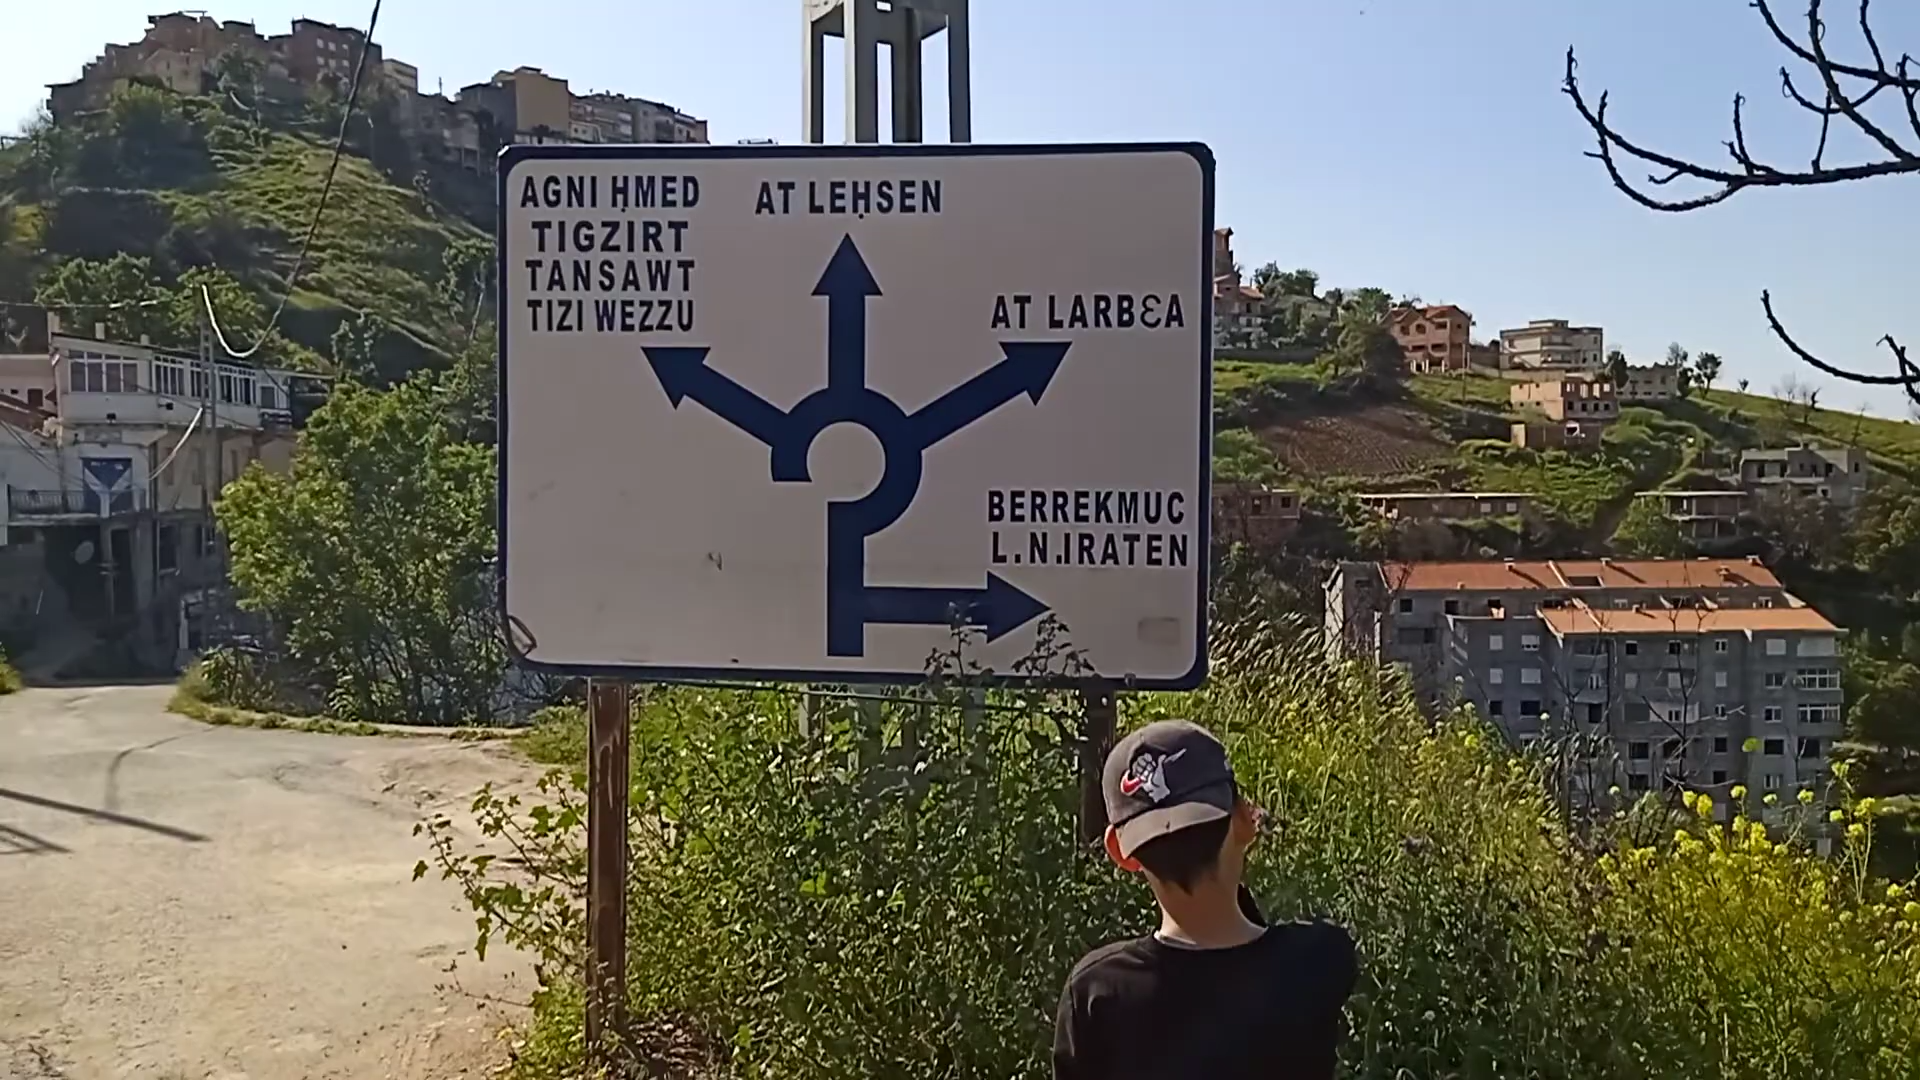 AGNI ḤMED
TIGZIRT
TANSAWT
TIZI WEZZU
AT LEḤSEN
AT LARBƐA
BERREKMUC
L.N.IRATEN